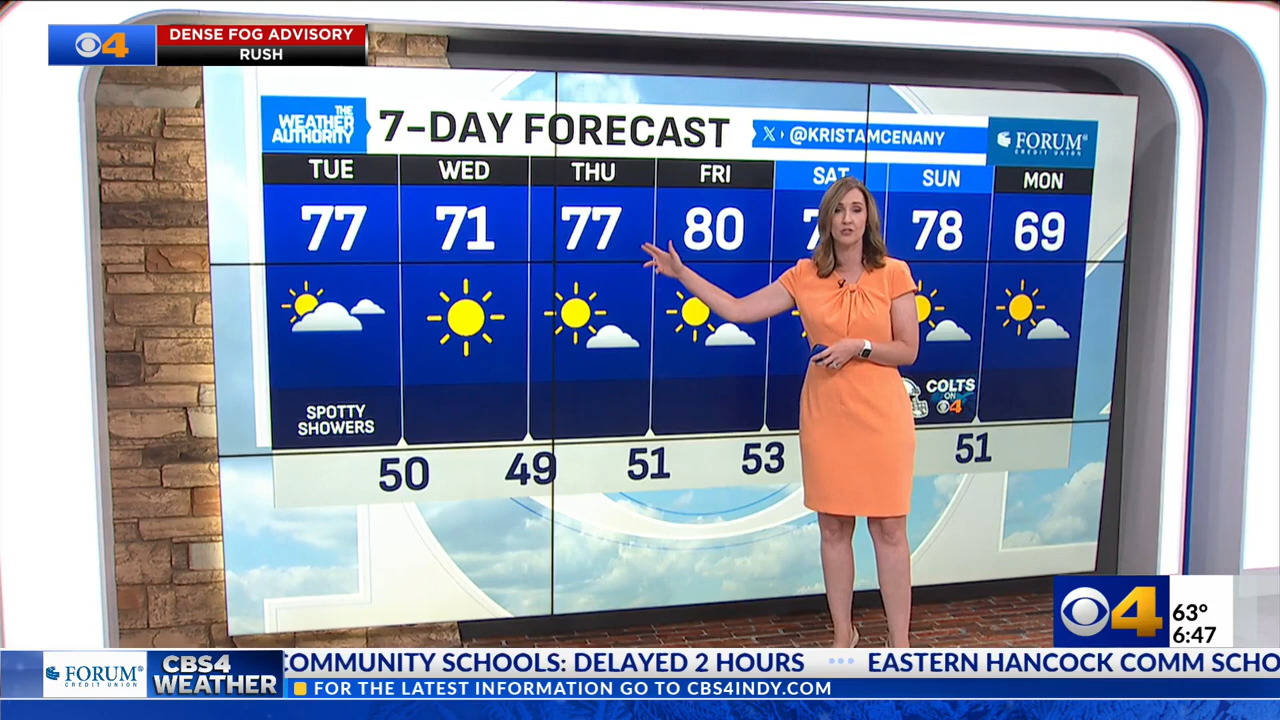 4
DENSE FOG ADVISORY
RUSH
THE
WEATHER
AUTHORITY
7-DAY FORECAST
X @KRISTAMCENANY
FORUM
CREDIT UNION
TUE WED THU FRI SAT SUN MON
77 71 77 80 78 69
SPOTTY
SHOWERS
COLTS
ON
4
50 49 51 53 51
4
63°
6:47
FORUM
CREDIT UNION
CBS4
WEATHER
COMMUNITY SCHOOLS: DELAYED 2 HOURS ••• EASTERN HANCOCK COMM SCHO
FOR THE LATEST INFORMATION GO TO CBS4INDY.COM